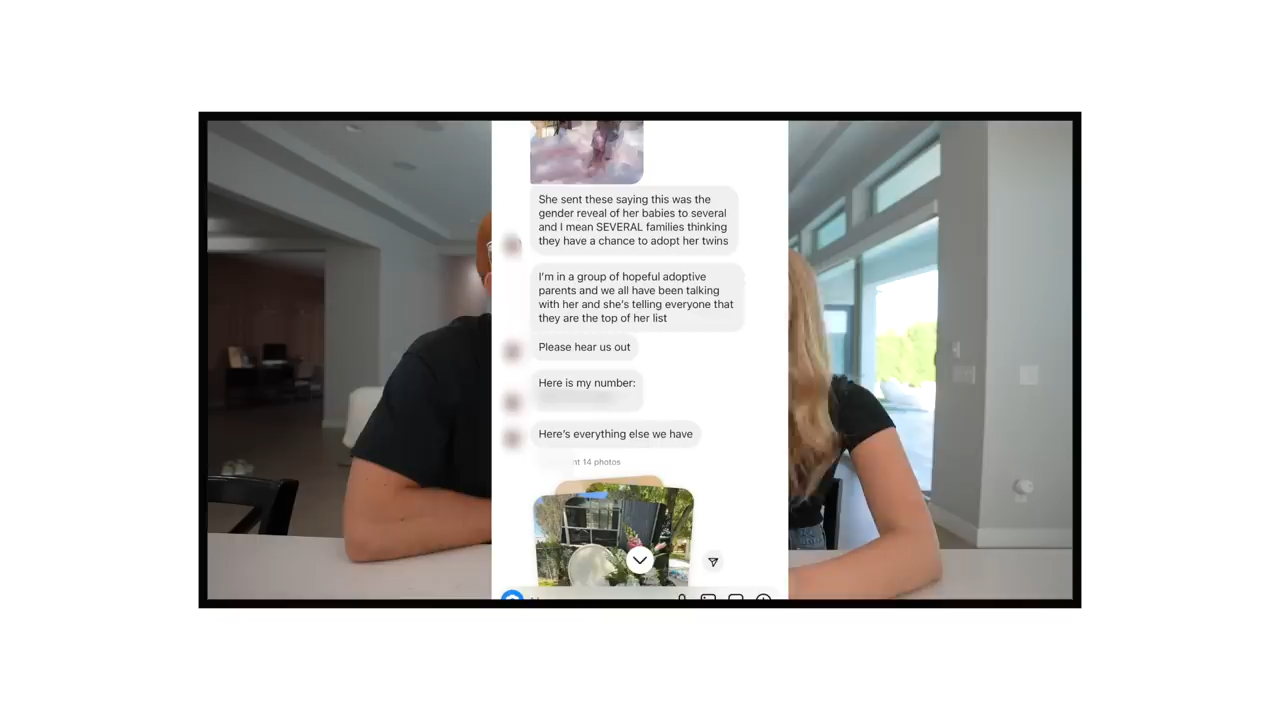 She sent these saying this was the
gender reveal of her babies to several
and I mean SEVERAL families thinking
they have a chance to adopt her twins
I'm in a group of hopeful adoptive
parents and we all have been talking
with her and she's telling everyone that
they are the top of her list
Please hear us out
Here is my number:
Here's everything else we have
14 photos